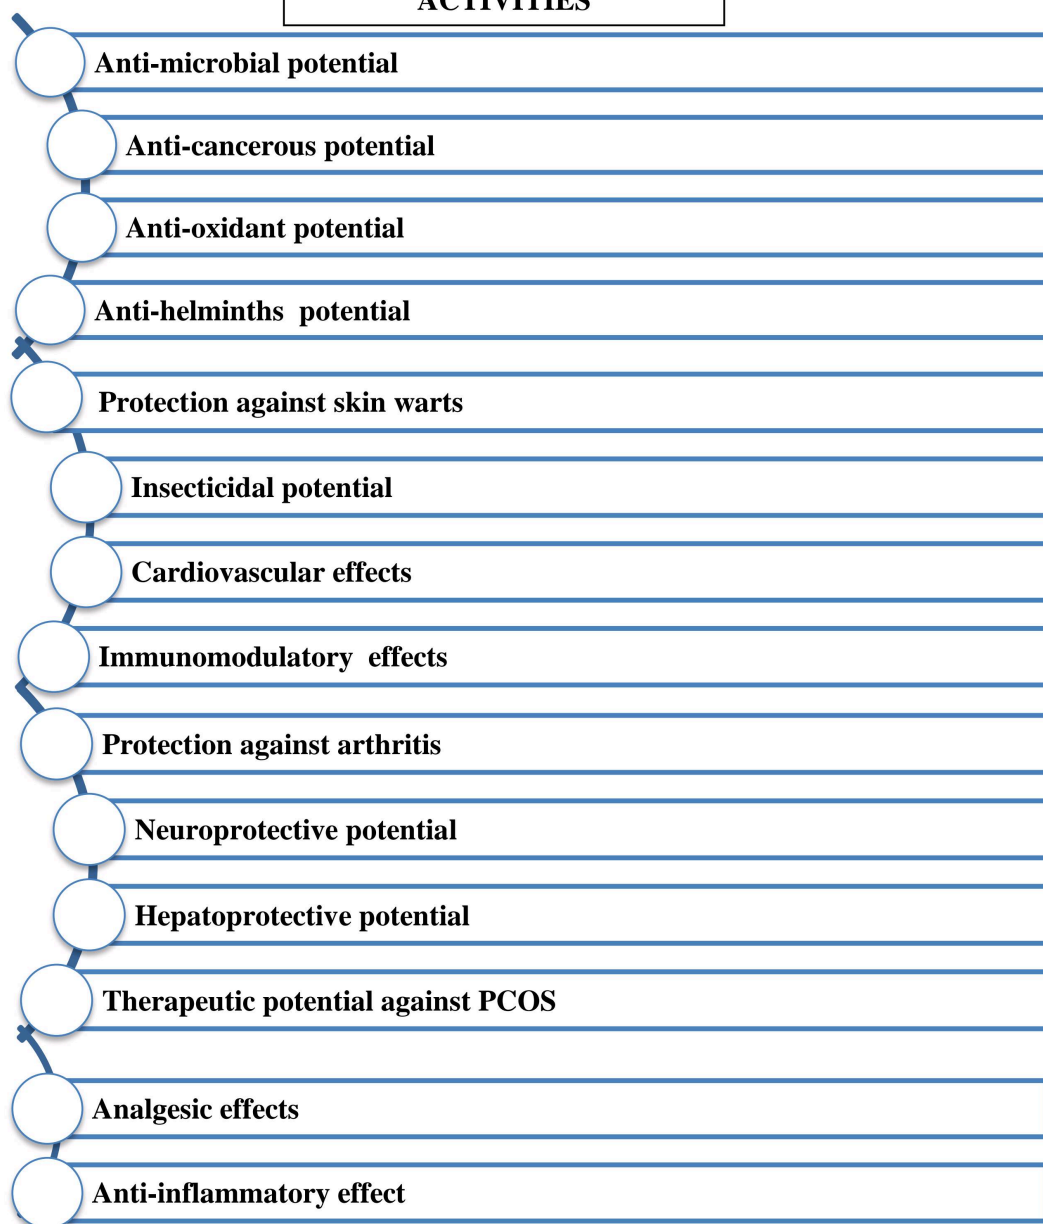 ACTIVITIES
Anti-microbial potential
Anti-cancerous potential
Anti-oxidant potential
Anti-helminths  potential
Protection against skin warts
Insecticidal potential
Cardiovascular effects
Immunomodulatory  effects
Protection against arthritis
Neuroprotective potential
Hepatoprotective potential
Therapeutic potential against PCOS
Analgesic effects
Anti-inflammatory effect